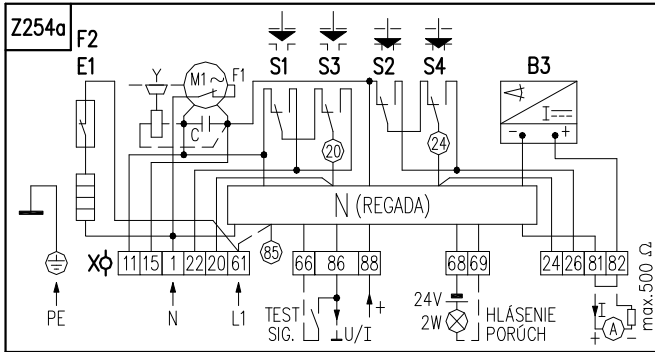 Z254a
F2
E1
Y
M1~
F1
C
S1
S3
S2
S4
B3
I
- +
20
24
N (REGADA)
85
X
11 15 1 22 20 61
66 86 88
68 69
24 26 81 82
PE
N
L1
TEST
SIG.
U/I
+
24V
2W
HLÁSENIE
PORÚCH
I
+ A -
max.500 Ω